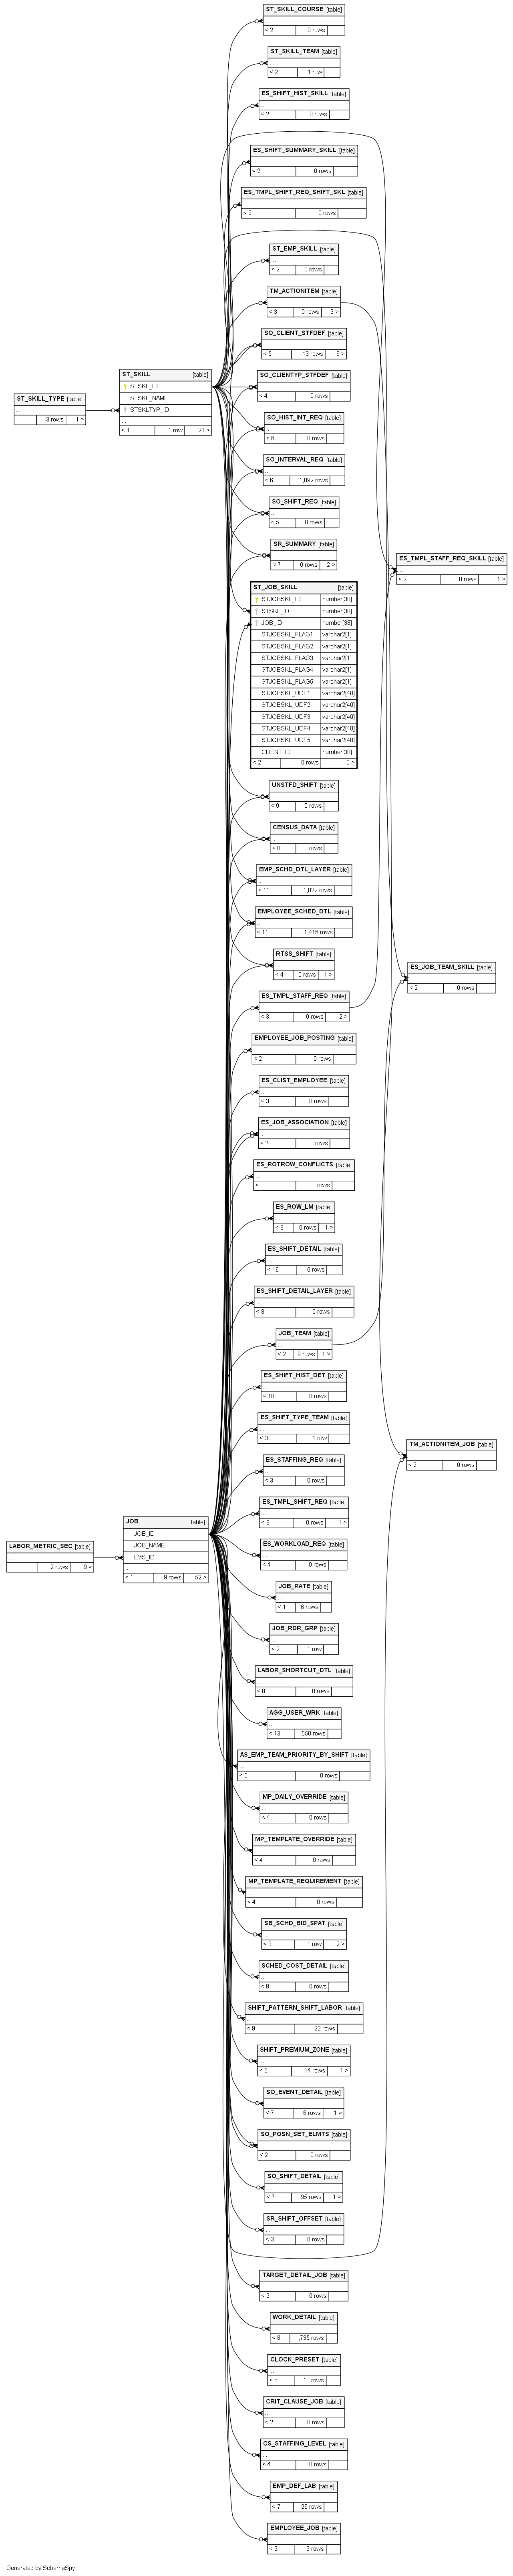 ST_SKILL_COURSE [table]
...
< 2 0 rows
ST_SKILL_TEAM [table]
...
< 2 1 row
ES_SHIFT_HIST_SKILL [table]
...
< 2 0 rows
ES_SHIFT_SUMMARY_SKILL [table]
...
< 2 0 rows
ES_TMPL_SHIFT_REQ_SHIFT_SKL [table]
...
< 2 0 rows
ST_EMP_SKILL [table]
...
< 2 0 rows
TM_ACTIONITEM [table]
...
< 3 0 rows 3 >
SO_CLIENT_STFDEF [table]
...
< 5 13 rows 6 >
ST_SKILL [table]
STSKL_ID
STSKL_NAME
STSKLTYP_ID
...
< 1 1 row 21 >
ST_SKILL_TYPE [table]
...
3 rows 1 >
SO_CLIENTYP_STFDEF [table]
...
< 4 0 rows
SO_HIST_INT_REQ [table]
...
< 6 0 rows
SO_INTERVAL_REQ [table]
...
< 6 1,092 rows
SO_SHIFT_REQ [table]
...
< 5 0 rows
SR_SUMMARY [table]
...
< 7 0 rows 2 >
ES_TMPL_STAFF_REQ_SKILL [table]
...
< 2 0 rows 1 >
ST_JOB_SKILL [table]
STJOBSKL_ID number[38]
STSKL_ID number[38]
JOB_ID number[38]
STJOBSKL_FLAG1 varchar2[1]
STJOBSKL_FLAG2 varchar2[1]
STJOBSKL_FLAG3 varchar2[1]
STJOBSKL_FLAG4 varchar2[1]
STJOBSKL_FLAG5 varchar2[1]
STJOBSKL_UDF1 varchar2[40]
STJOBSKL_UDF2 varchar2[40]
STJOBSKL_UDF3 varchar2[40]
STJOBSKL_UDF4 varchar2[40]
STJOBSKL_UDF5 varchar2[40]
CLIENT_ID number[38]
< 2 0 rows 0 >
UNSTFD_SHIFT [table]
...
< 9 0 rows
CENSUS_DATA [table]
...
< 8 0 rows
EMP_SCHD_DTL_LAYER [table]
...
< 11 1,022 rows
EMPLOYEE_SCHED_DTL [table]
...
< 11 1,416 rows
RTSS_SHIFT [table]
...
< 4 0 rows 1 >
ES_JOB_TEAM_SKILL [table]
...
< 2 0 rows
ES_TMPL_STAFF_REQ [table]
...
< 3 0 rows 2 >
EMPLOYEE_JOB_POSTING [table]
...
< 2 0 rows
ES_CLIST_EMPLOYEE [table]
...
< 3 0 rows
ES_JOB_ASSOCIATION [table]
...
< 2 0 rows
ES_ROTROW_CONFLICTS [table]
...
< 8 0 rows
ES_ROW_LM [table]
...
< 9 0 rows 1 >
ES_SHIFT_DETAIL [table]
...
< 16 0 rows
ES_SHIFT_DETAIL_LAYER [table]
...
< 8 0 rows
JOB_TEAM [table]
...
< 2 9 rows 1 >
ES_SHIFT_HIST_DET [table]
...
< 10 0 rows
ES_SHIFT_TYPE_TEAM [table]
...
< 3 1 row
TM_ACTIONITEM_JOB [table]
...
< 2 0 rows
ES_STAFFING_REQ [table]
...
< 3 0 rows
ES_TMPL_SHIFT_REQ [table]
...
< 3 0 rows 1 >
JOB [table]
JOB_ID
JOB_NAME
LMS_ID
...
< 1 9 rows 52 >
LABOR_METRIC_SEC [table]
...
2 rows 9 >
ES_WORKLOAD_REQ [table]
...
< 4 0 rows
JOB_RATE [table]
...
< 1 6 rows
JOB_RDR_GRP [table]
...
< 2 1 row
LABOR_SHORTCUT_DTL [table]
...
< 8 0 rows
AGG_USER_WRK [table]
...
< 13 550 rows
AS_EMP_TEAM_PRIORITY_BY_SHIFT [table]
...
< 5 0 rows
MP_DAILY_OVERRIDE [table]
...
< 4 0 rows
MP_TEMPLATE_OVERRIDE [table]
...
< 4 0 rows
MP_TEMPLATE_REQUIREMENT [table]
...
< 4 0 rows
SB_SCHD_BID_SPAT [table]
...
< 3 1 row 2 >
SCHED_COST_DETAIL [table]
...
< 8 0 rows
SHIFT_PATTERN_SHIFT_LABOR [table]
...
< 8 22 rows
SHIFT_PREMIUM_ZONE [table]
...
< 6 14 rows 1 >
SO_EVENT_DETAIL [table]
...
< 7 6 rows 1 >
SO_POSN_SET_ELMTS [table]
...
< 2 0 rows
SO_SHIFT_DETAIL [table]
...
< 7 95 rows 1 >
SR_SHIFT_OFFSET [table]
...
< 3 0 rows
TARGET_DETAIL_JOB [table]
...
< 2 0 rows
WORK_DETAIL [table]
...
< 8 1,735 rows
CLOCK_PRESET [table]
...
< 6 10 rows
CRIT_CLAUSE_JOB [table]
...
< 2 0 rows
CS_STAFFING_LEVEL [table]
...
< 4 0 rows
EMP_DEF_LAB [table]
...
< 7 26 rows
EMPLOYEE_JOB [table]
...
< 2 19 rows
Generated by SchemaSpy